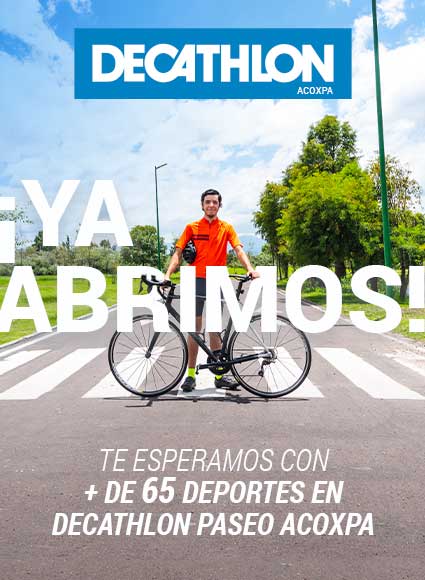 DECATHLON
ACOXPA
¡YA
ABRIMOS!
TE ESPERAMOS CON
+ DE 65 DEPORTES EN
DECATHLON PASEO ACOXPA